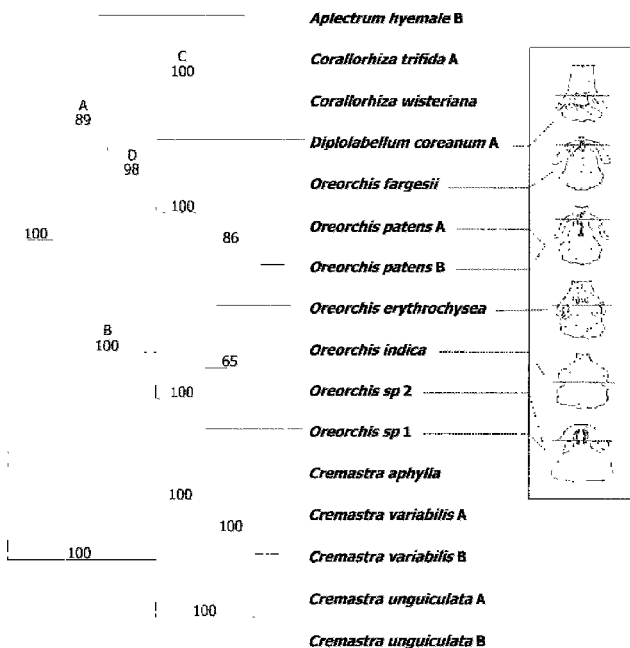 Aplectrum hyemale B
C
100
Corallorhiza trifida A
A
89
Corallorhiza wisteriana
Diplolabellum coreanum A
D
98
Oreorchis fargesii
100
Oreorchis patens A
100
86
Oreorchis patens B
Oreorchis erythrochysea
B
100
Oreorchis indica
65
100
Oreorchis sp 2
Oreorchis sp 1
Cremastra aphylla
100
Cremastra variabilis A
100
100
Cremastra variabilis B
Cremastra unguiculata A
100
Cremastra unguiculata B